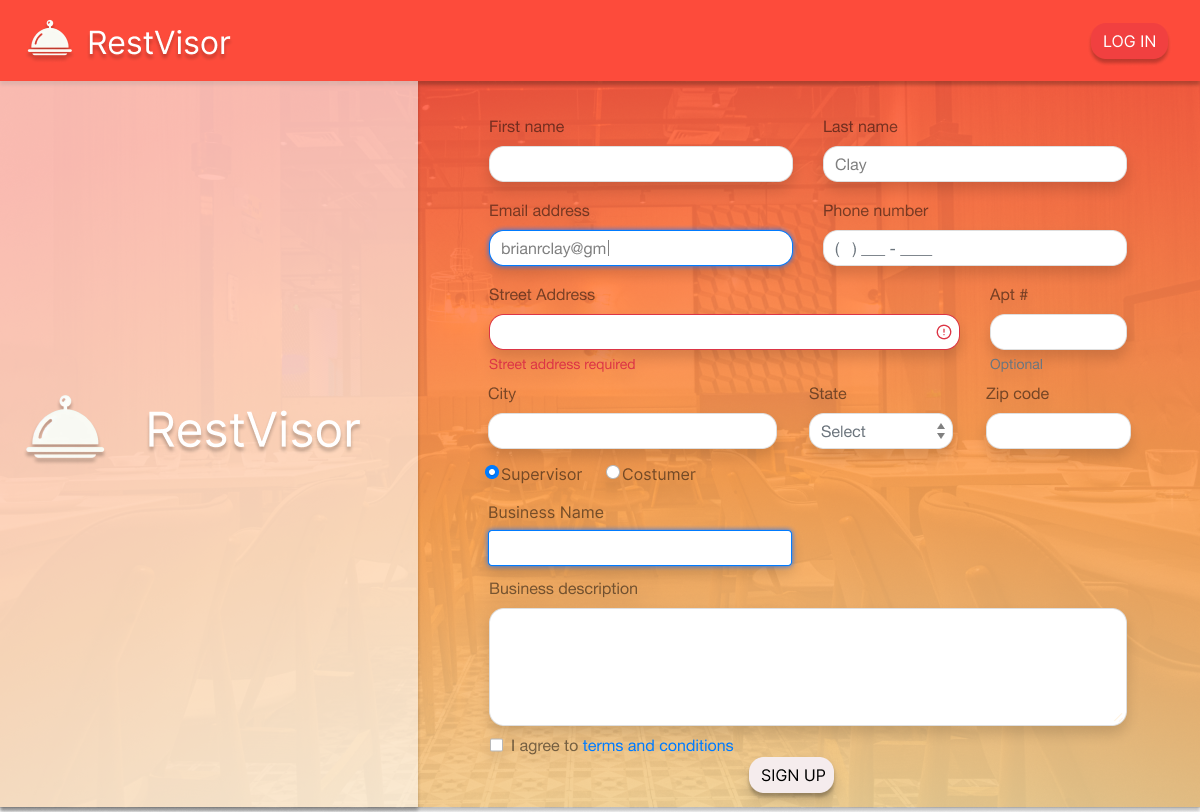 RestVisor
LOG IN
RestVisor
First name
Last name
Clay
Email address
Phone number
brianrclay@gm
(   ) ___ - ____
Street Address
Apt #
Street address required
Optional
City
State
Zip code
Select
Supervisor
Costumer
Business Name
Business description
I agree to terms and conditions
SIGN UP